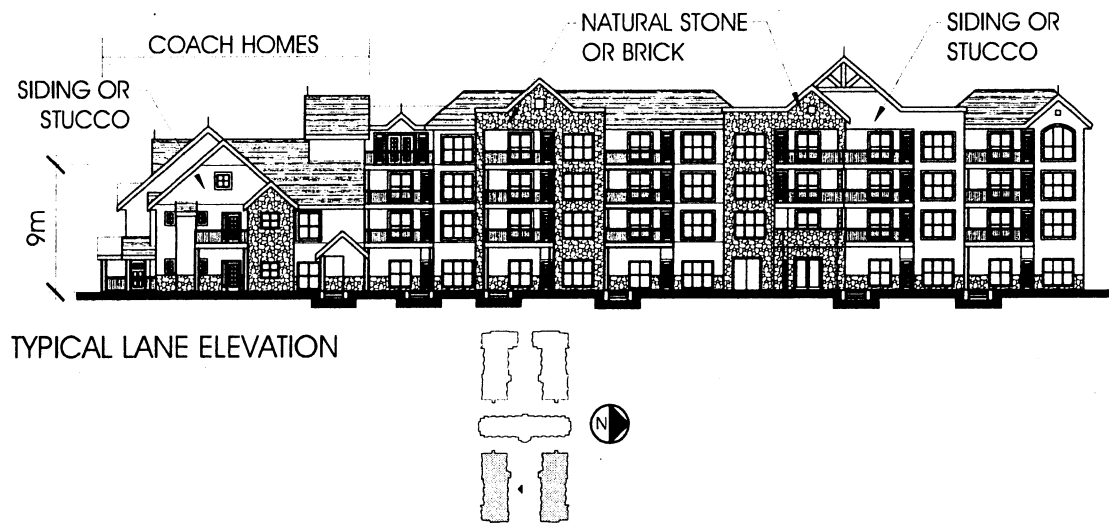 COACH HOMES
NATURAL STONE
OR BRICK
SIDING OR
STUCCO
SIDING OR
STUCCO
9m
TYPICAL LANE ELEVATION
N